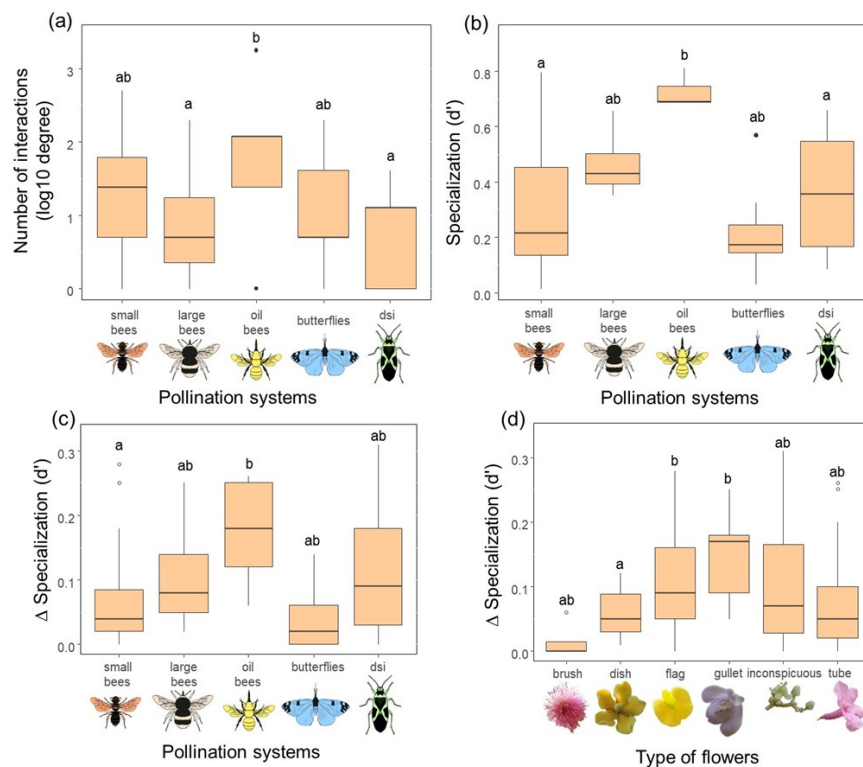 (a)
Number of interactions
(log10 degree)
3
2
1
0
ab
a
b
ab
a
small
bees
large
bees
oil
bees
butterflies
dsi
Pollination systems
(b)
Specialization (d')
0.8
0.6
0.4
0.2
0.0
a
ab
b
ab
a
small
bees
large
bees
oil
bees
butterflies
dsi
Pollination systems
(c)
Δ Specialization (d')
0.3
0.2
0.1
0.0
a
ab
b
ab
ab
small
bees
large
bees
oil
bees
butterflies
dsi
Pollination systems
(d)
Δ Specialization (d')
0.3
0.2
0.1
0.0
ab
a
b
b
ab
ab
brush
dish
flag
gullet
inconspicuous
tube
Type of flowers